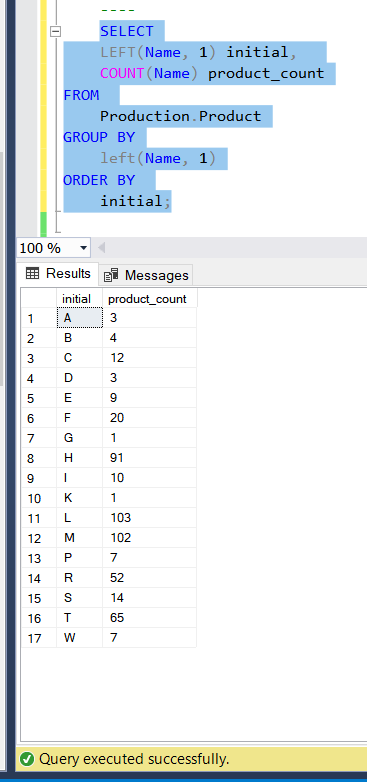 ----
SELECT
LEFT(Name, 1) initial,
COUNT(Name) product_count
FROM
Production.Product
GROUP BY
left(Name, 1)
ORDER BY
initial;
100 %
Results Messages
initial product_count
1 A 3
2 B 4
3 C 12
4 D 3
5 E 9
6 F 20
7 G 1
8 H 91
9 I 10
10 K 1
11 L 103
12 M 102
13 P 7
14 R 52
15 S 14
16 T 65
17 W 7
Query executed successfully.